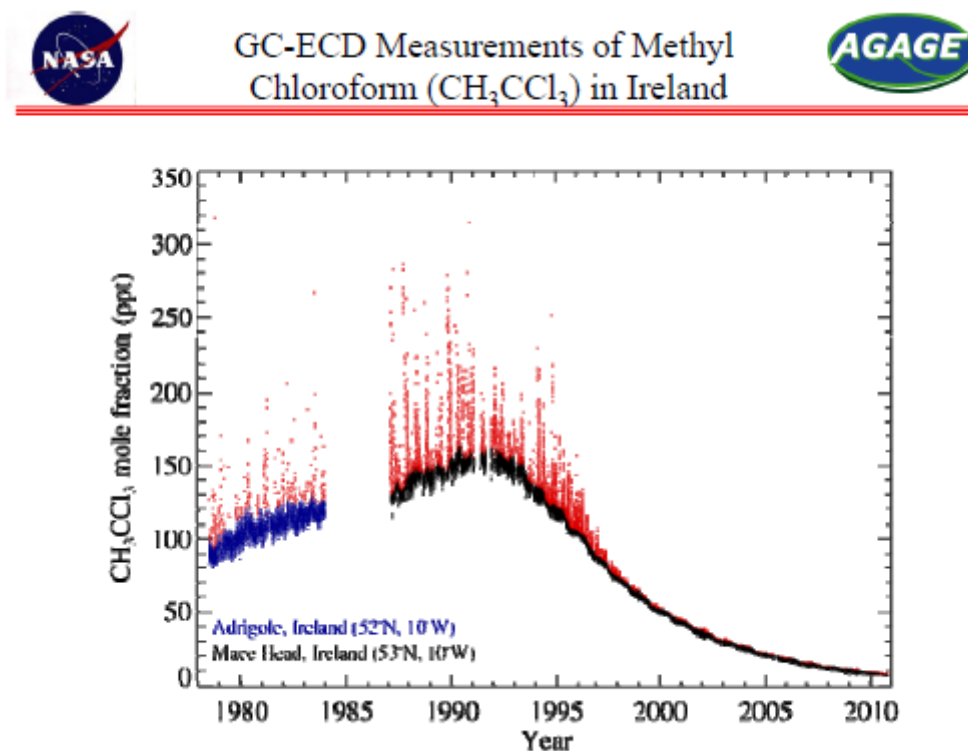 NASA
GC-ECD Measurements of Methyl
Chloroform (CH₃CCl₃) in Ireland
AGAGE
CH₃CCl₃ mole fraction (ppt)
350
300
250
200
150
100
50
0
Adrigole, Ireland (52°N, 10°W)
Mace Head, Ireland (53°N, 10°W)
1980 1985 1990 1995 2000 2005 2010
Year